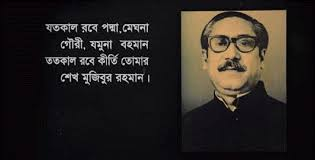 যতকাল রবে পদ্মা,মেঘনা
গৌরী, যমুনা বহমান
ততকাল রবে কীর্তি তোমার
শেখ মুজিবুর রহমান।